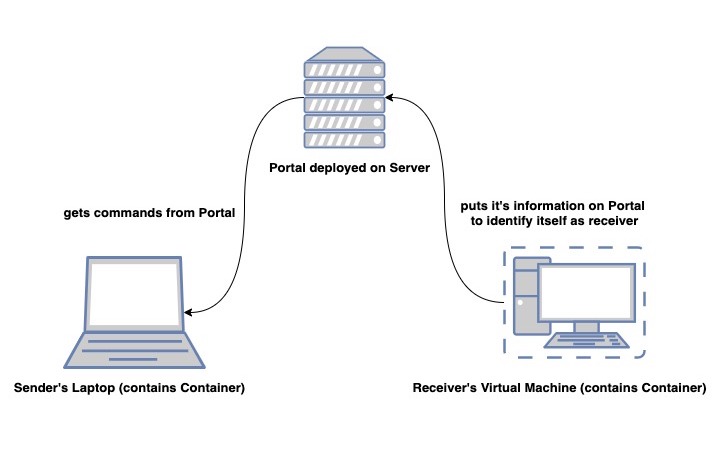 Portal deployed on Server
gets commands from Portal
puts it's information on Portal
to identify itself as receiver
Sender's Laptop (contains Container)
Receiver's Virtual Machine (contains Container)